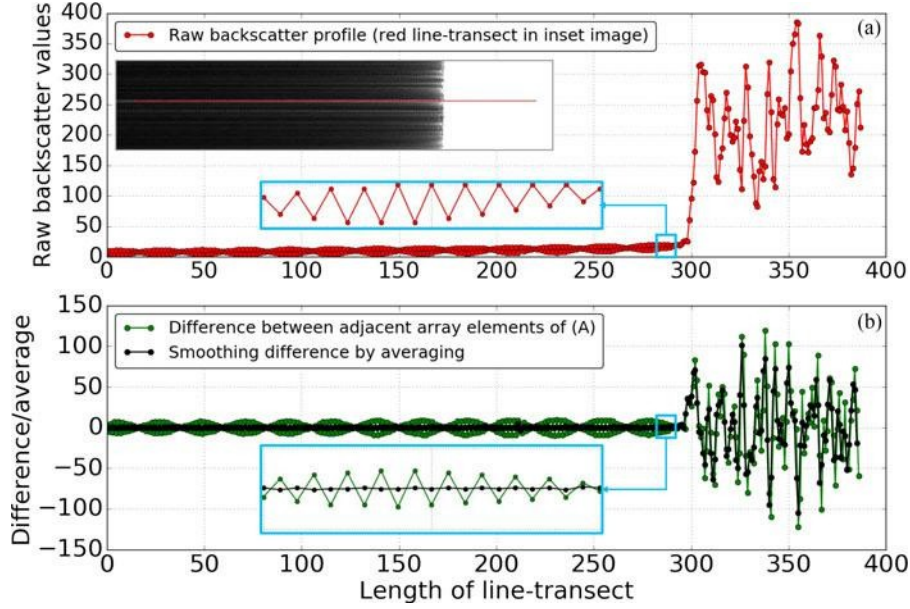 (a)
Raw backscatter profile (red line-transect in inset image)
Raw backscatter values
400
350
300
250
200
150
100
50
0
0 50 100 150 200 250 300 350 400
(b)
Difference between adjacent array elements of (A)
Smoothing difference by averaging
Difference/average
150
100
50
0
−50
−100
−150
0 50 100 150 200 250 300 350 400
Length of line-transect